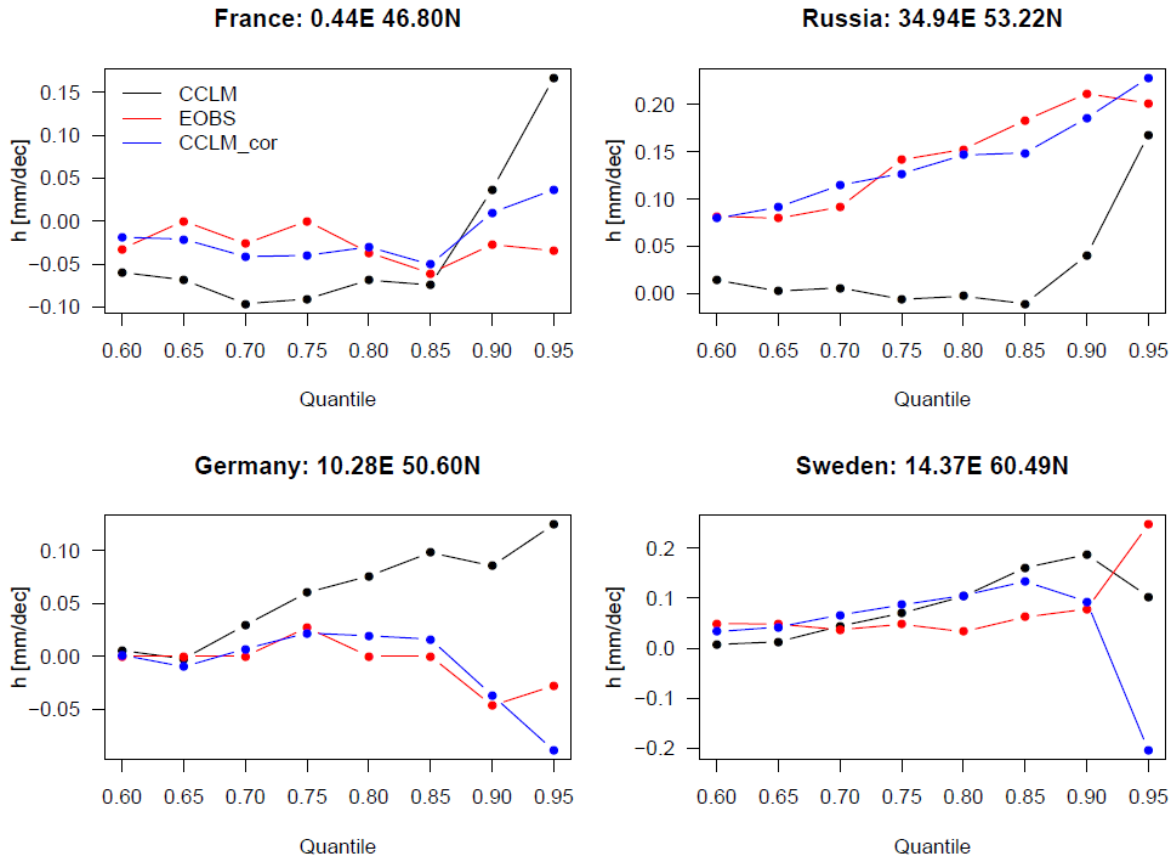 France: 0.44E 46.80N
h [mm/dec]
0.15
0.10
0.05
0.00
−0.05
−0.10
CCLM
EOBS
CCLM_cor
0.60 0.65 0.70 0.75 0.80 0.85 0.90 0.95
Quantile
Russia: 34.94E 53.22N
h [mm/dec]
0.20
0.15
0.10
0.05
0.00
0.60 0.65 0.70 0.75 0.80 0.85 0.90 0.95
Quantile
Germany: 10.28E 50.60N
h [mm/dec]
0.10
0.05
0.00
−0.05
0.60 0.65 0.70 0.75 0.80 0.85 0.90 0.95
Quantile
Sweden: 14.37E 60.49N
h [mm/dec]
0.2
0.1
0.0
−0.1
−0.2
0.60 0.65 0.70 0.75 0.80 0.85 0.90 0.95
Quantile